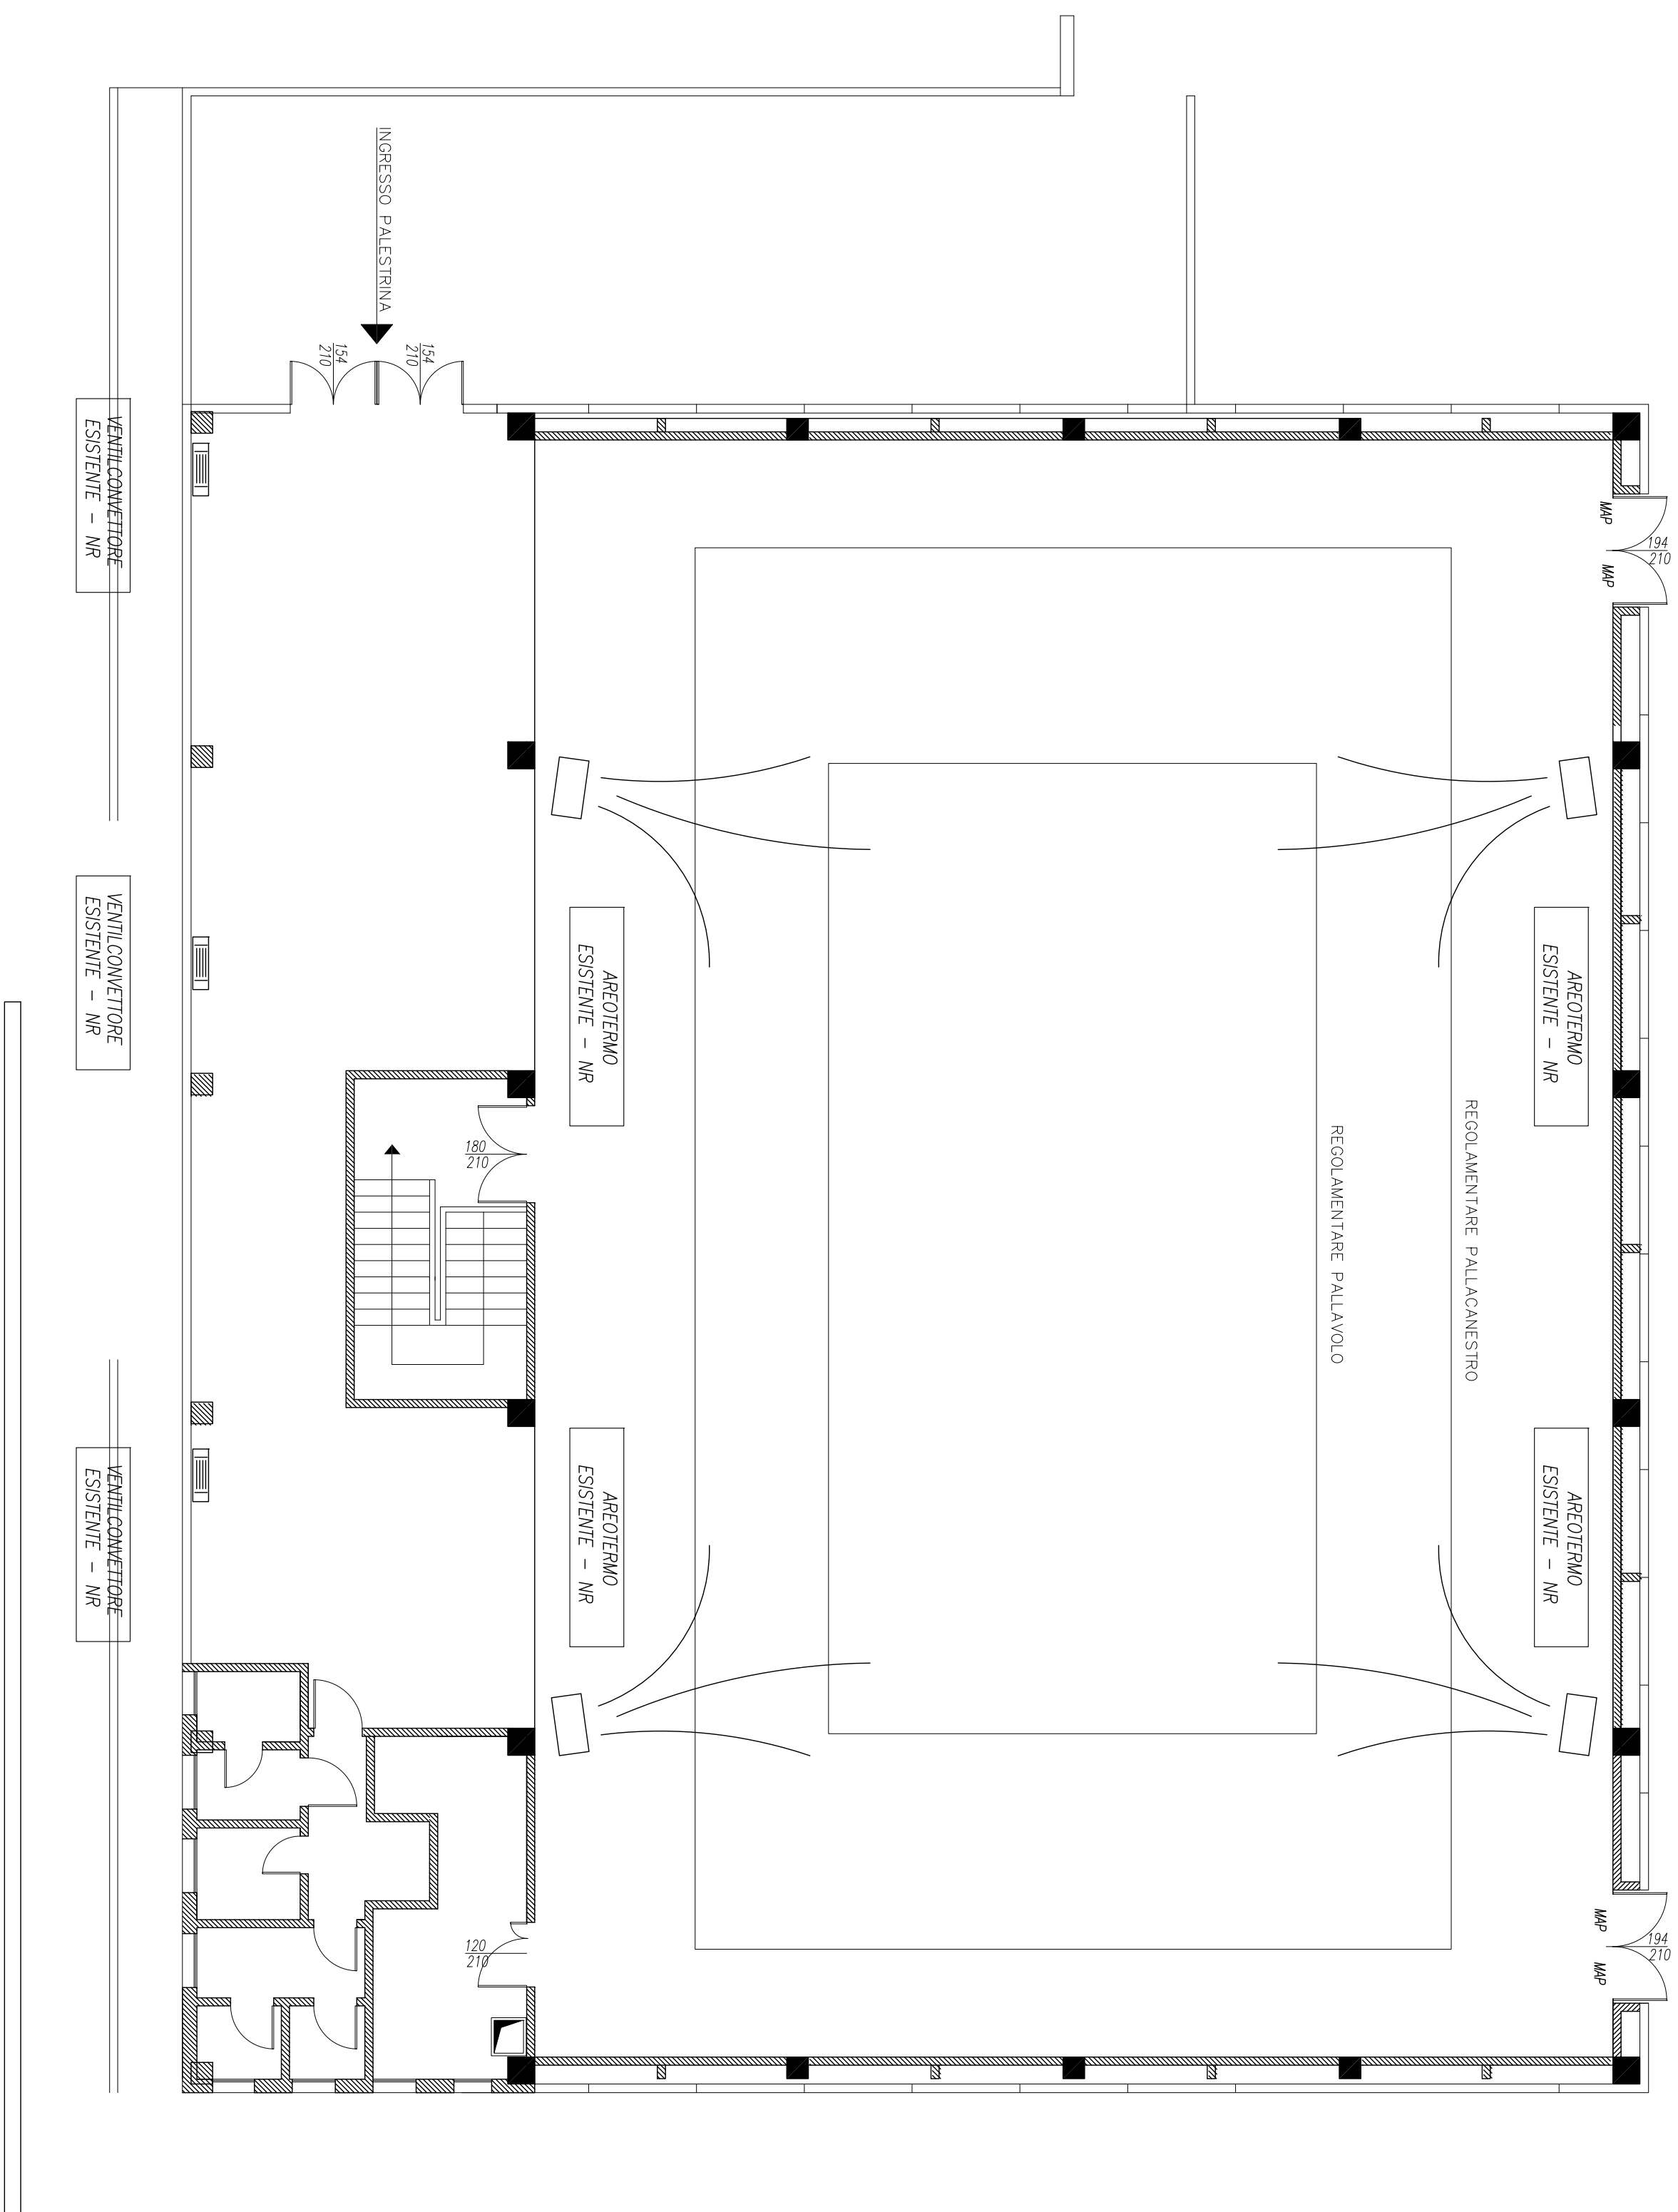 INGRESSO PALESTRINA
154
210
154
210
VENTILCONVETTORE
ESISTENTE – NR
VENTILCONVETTORE
ESISTENTE – NR
VENTILCONVETTORE
ESISTENTE – NR
MAP
MAP
194
210
AREOTERMO
ESISTENTE – NR
AREOTERMO
ESISTENTE – NR
180
210
REGOLAMENTARE PALLAVOLO
REGOLAMENTARE PALLACANESTRO
AREOTERMO
ESISTENTE – NR
AREOTERMO
ESISTENTE – NR
120
210
MAP
MAP
194
210